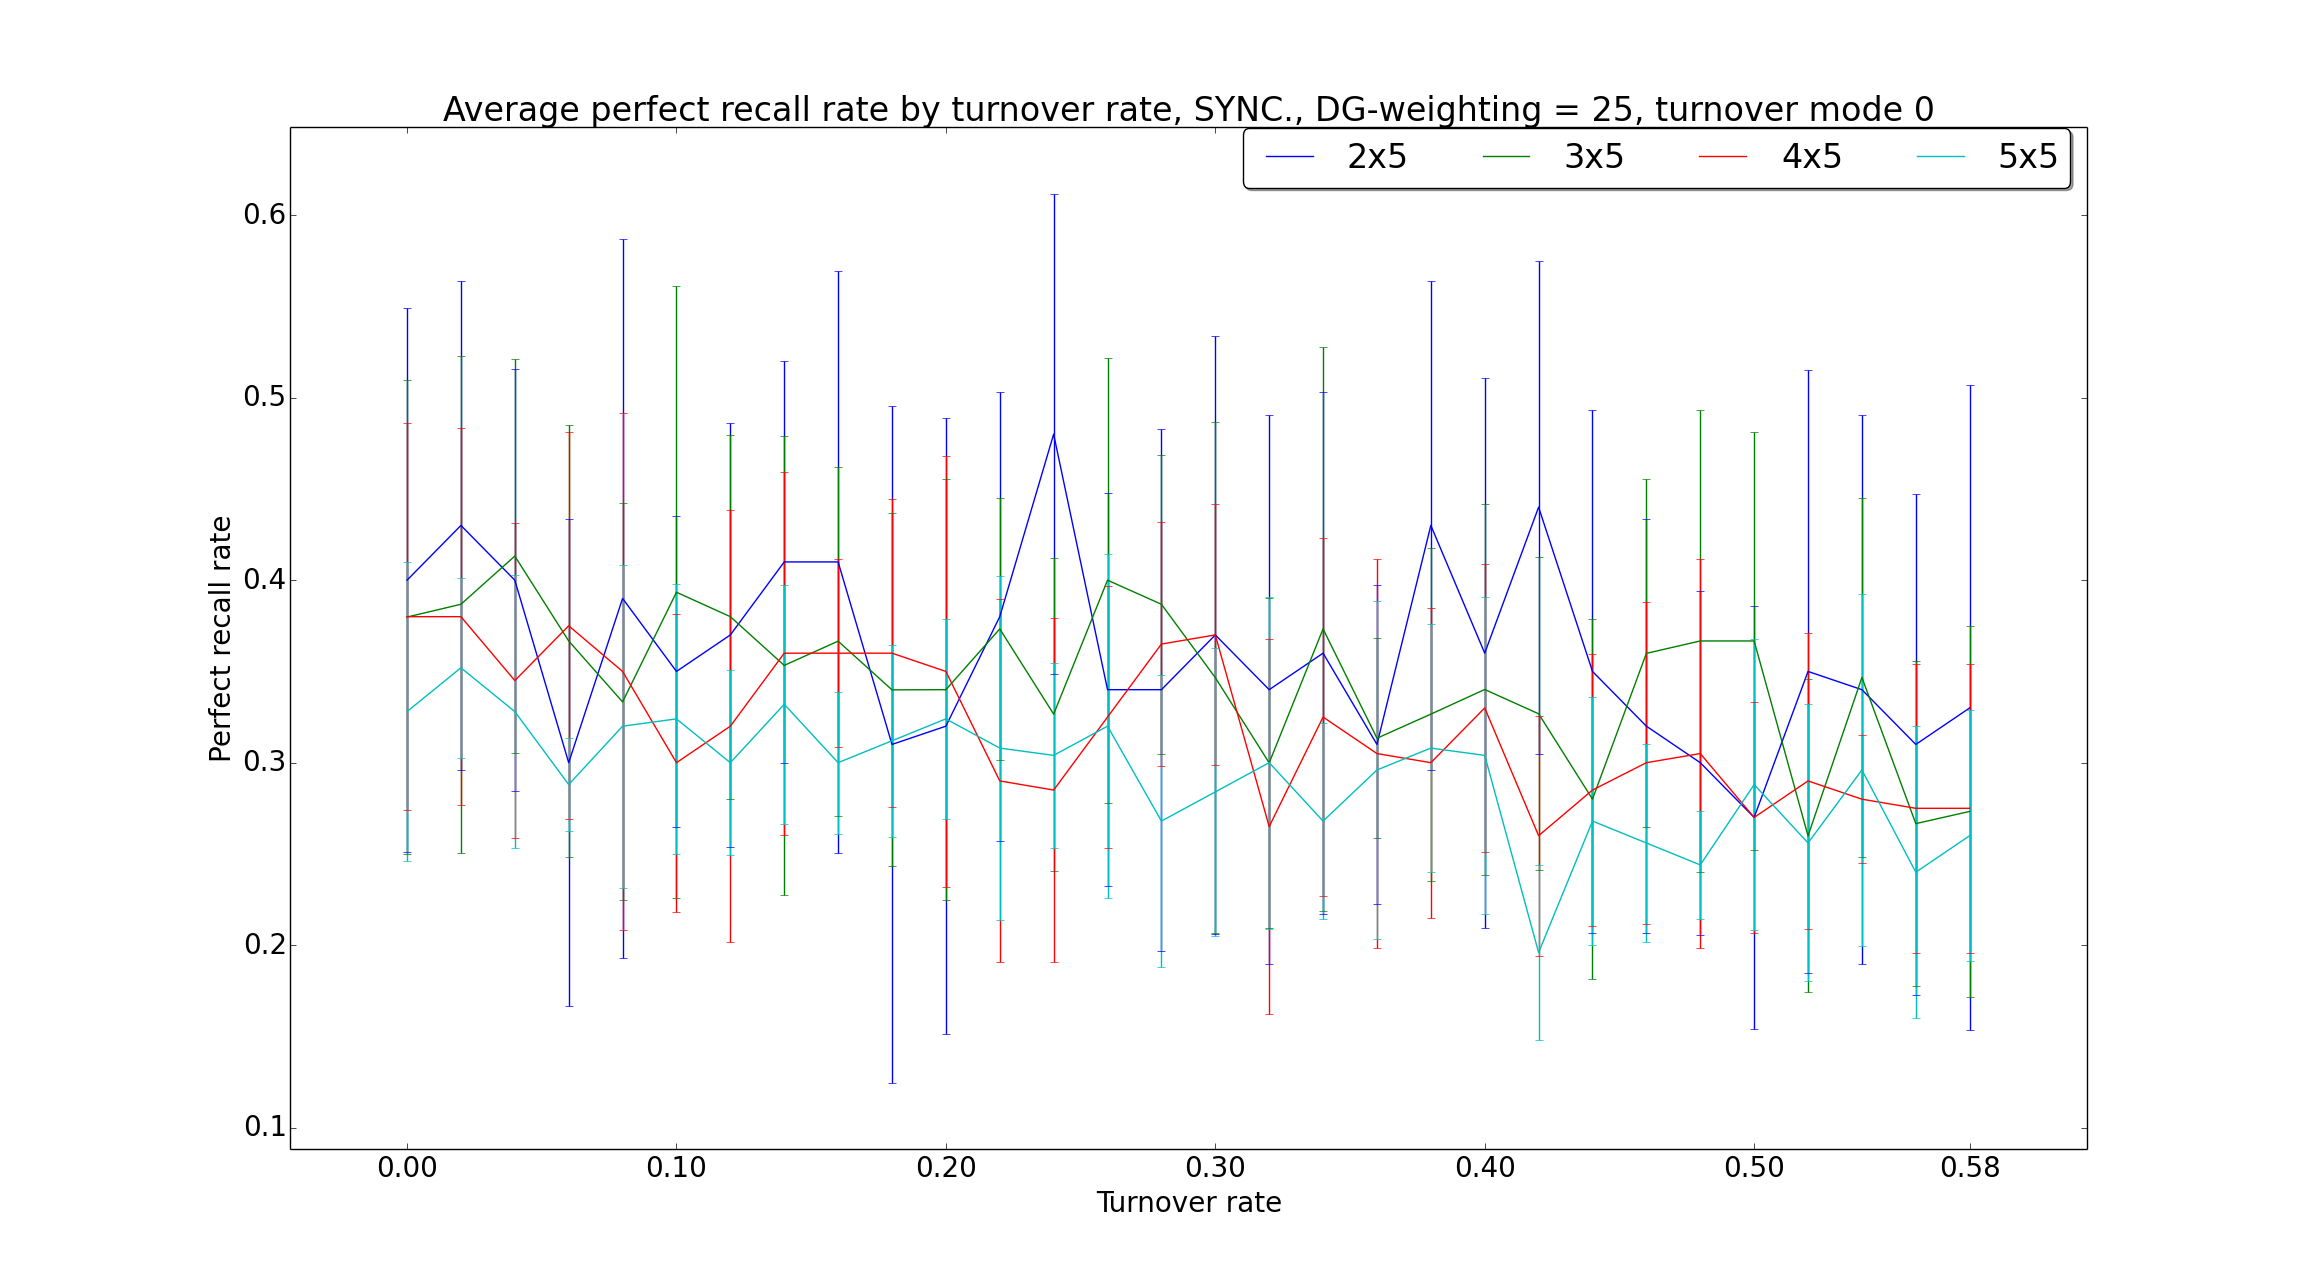 Average perfect recall rate by turnover rate, SYNC., DG-weighting = 25, turnover mode 0
2x5 3x5 4x5 5x5
Perfect recall rate
0.6
0.5
0.4
0.3
0.2
0.1
0.00 0.10 0.20 0.30 0.40 0.50 0.58
Turnover rate